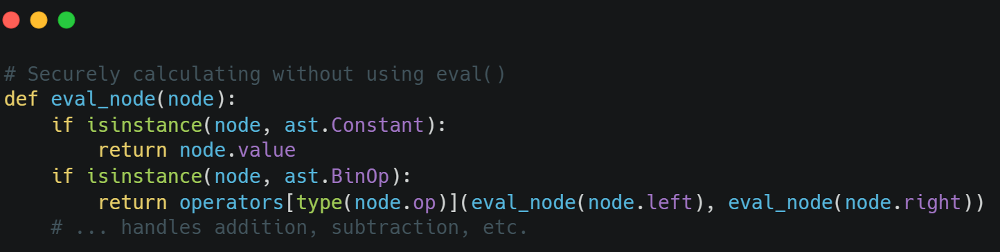 # Securely calculating without using eval()
def eval_node(node):
    if isinstance(node, ast.Constant):
        return node.value
    if isinstance(node, ast.BinOp):
        return operators[type(node.op)](eval_node(node.left), eval_node(node.right))
    # ... handles addition, subtraction, etc.